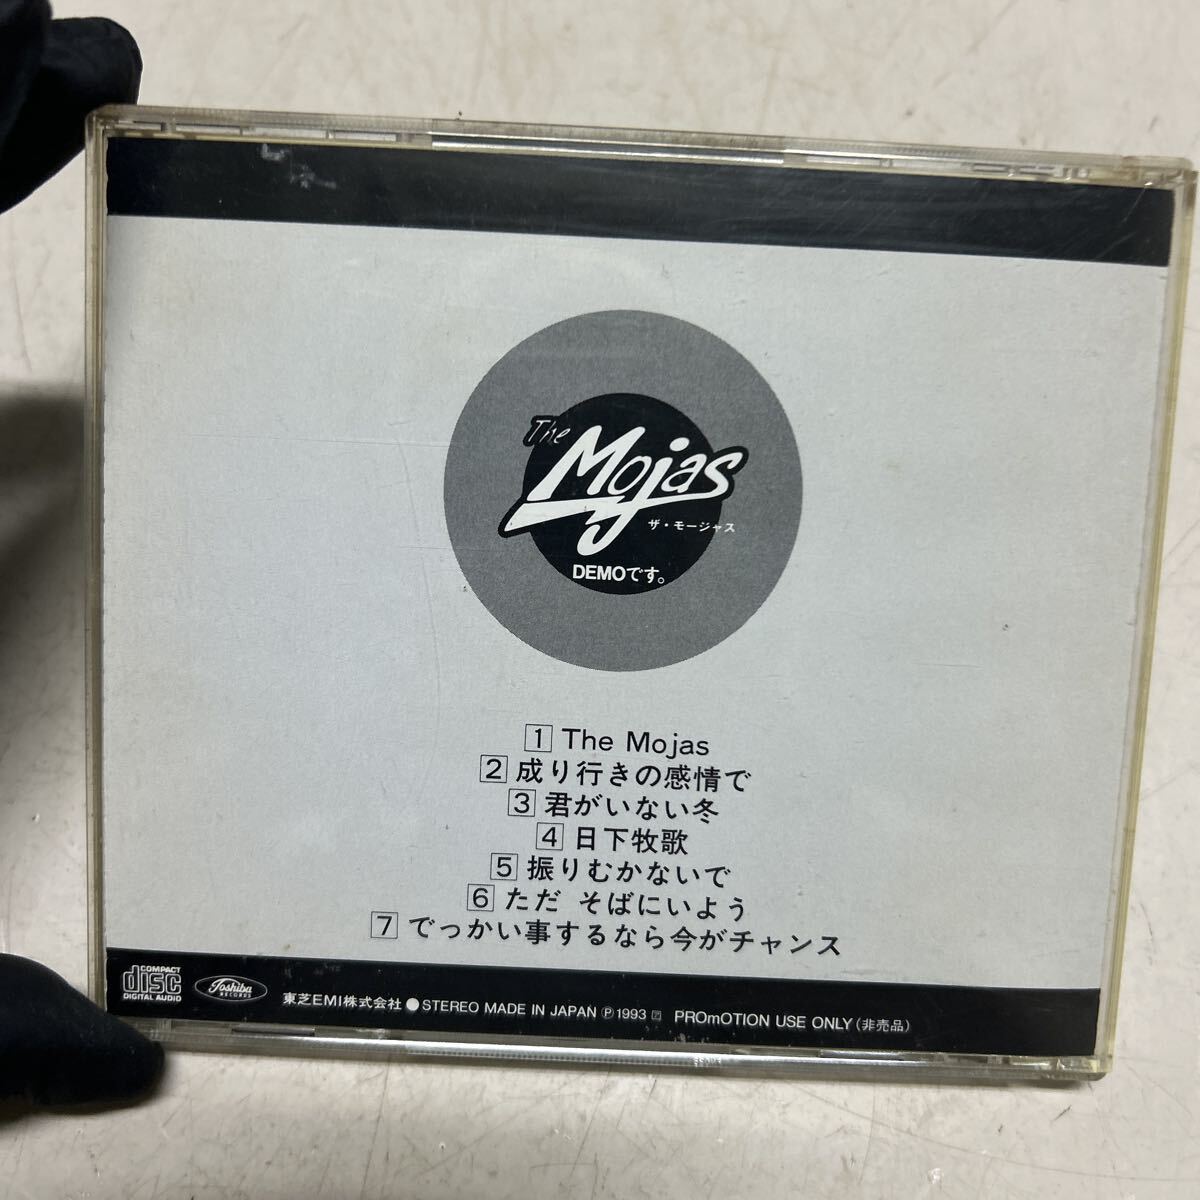 The
Mojas
ザ・モージャス
DEMOです。
1 The Mojas
2 成り行きの感情で
3 君がいない冬
4 日下牧歌
5 振りむかないで
6 ただ そばにいよう
7 でっかい事するなら今がチャンス
COMPACT
disc
DIGITAL AUDIO
Toshiba
RECORDS
東芝EMI株式会社 ● STEREO MADE IN JAPAN Ⓟ1993 PROmOTION USE ONLY (非売品)